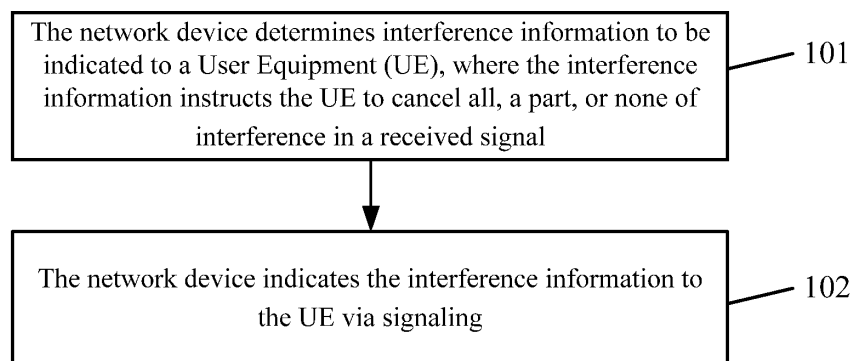 The network device determines interference information to be
indicated to a User Equipment (UE), where the interference
information instructs the UE to cancel all, a part, or none of
interference in a received signal
101
The network device indicates the interference information to
the UE via signaling
102